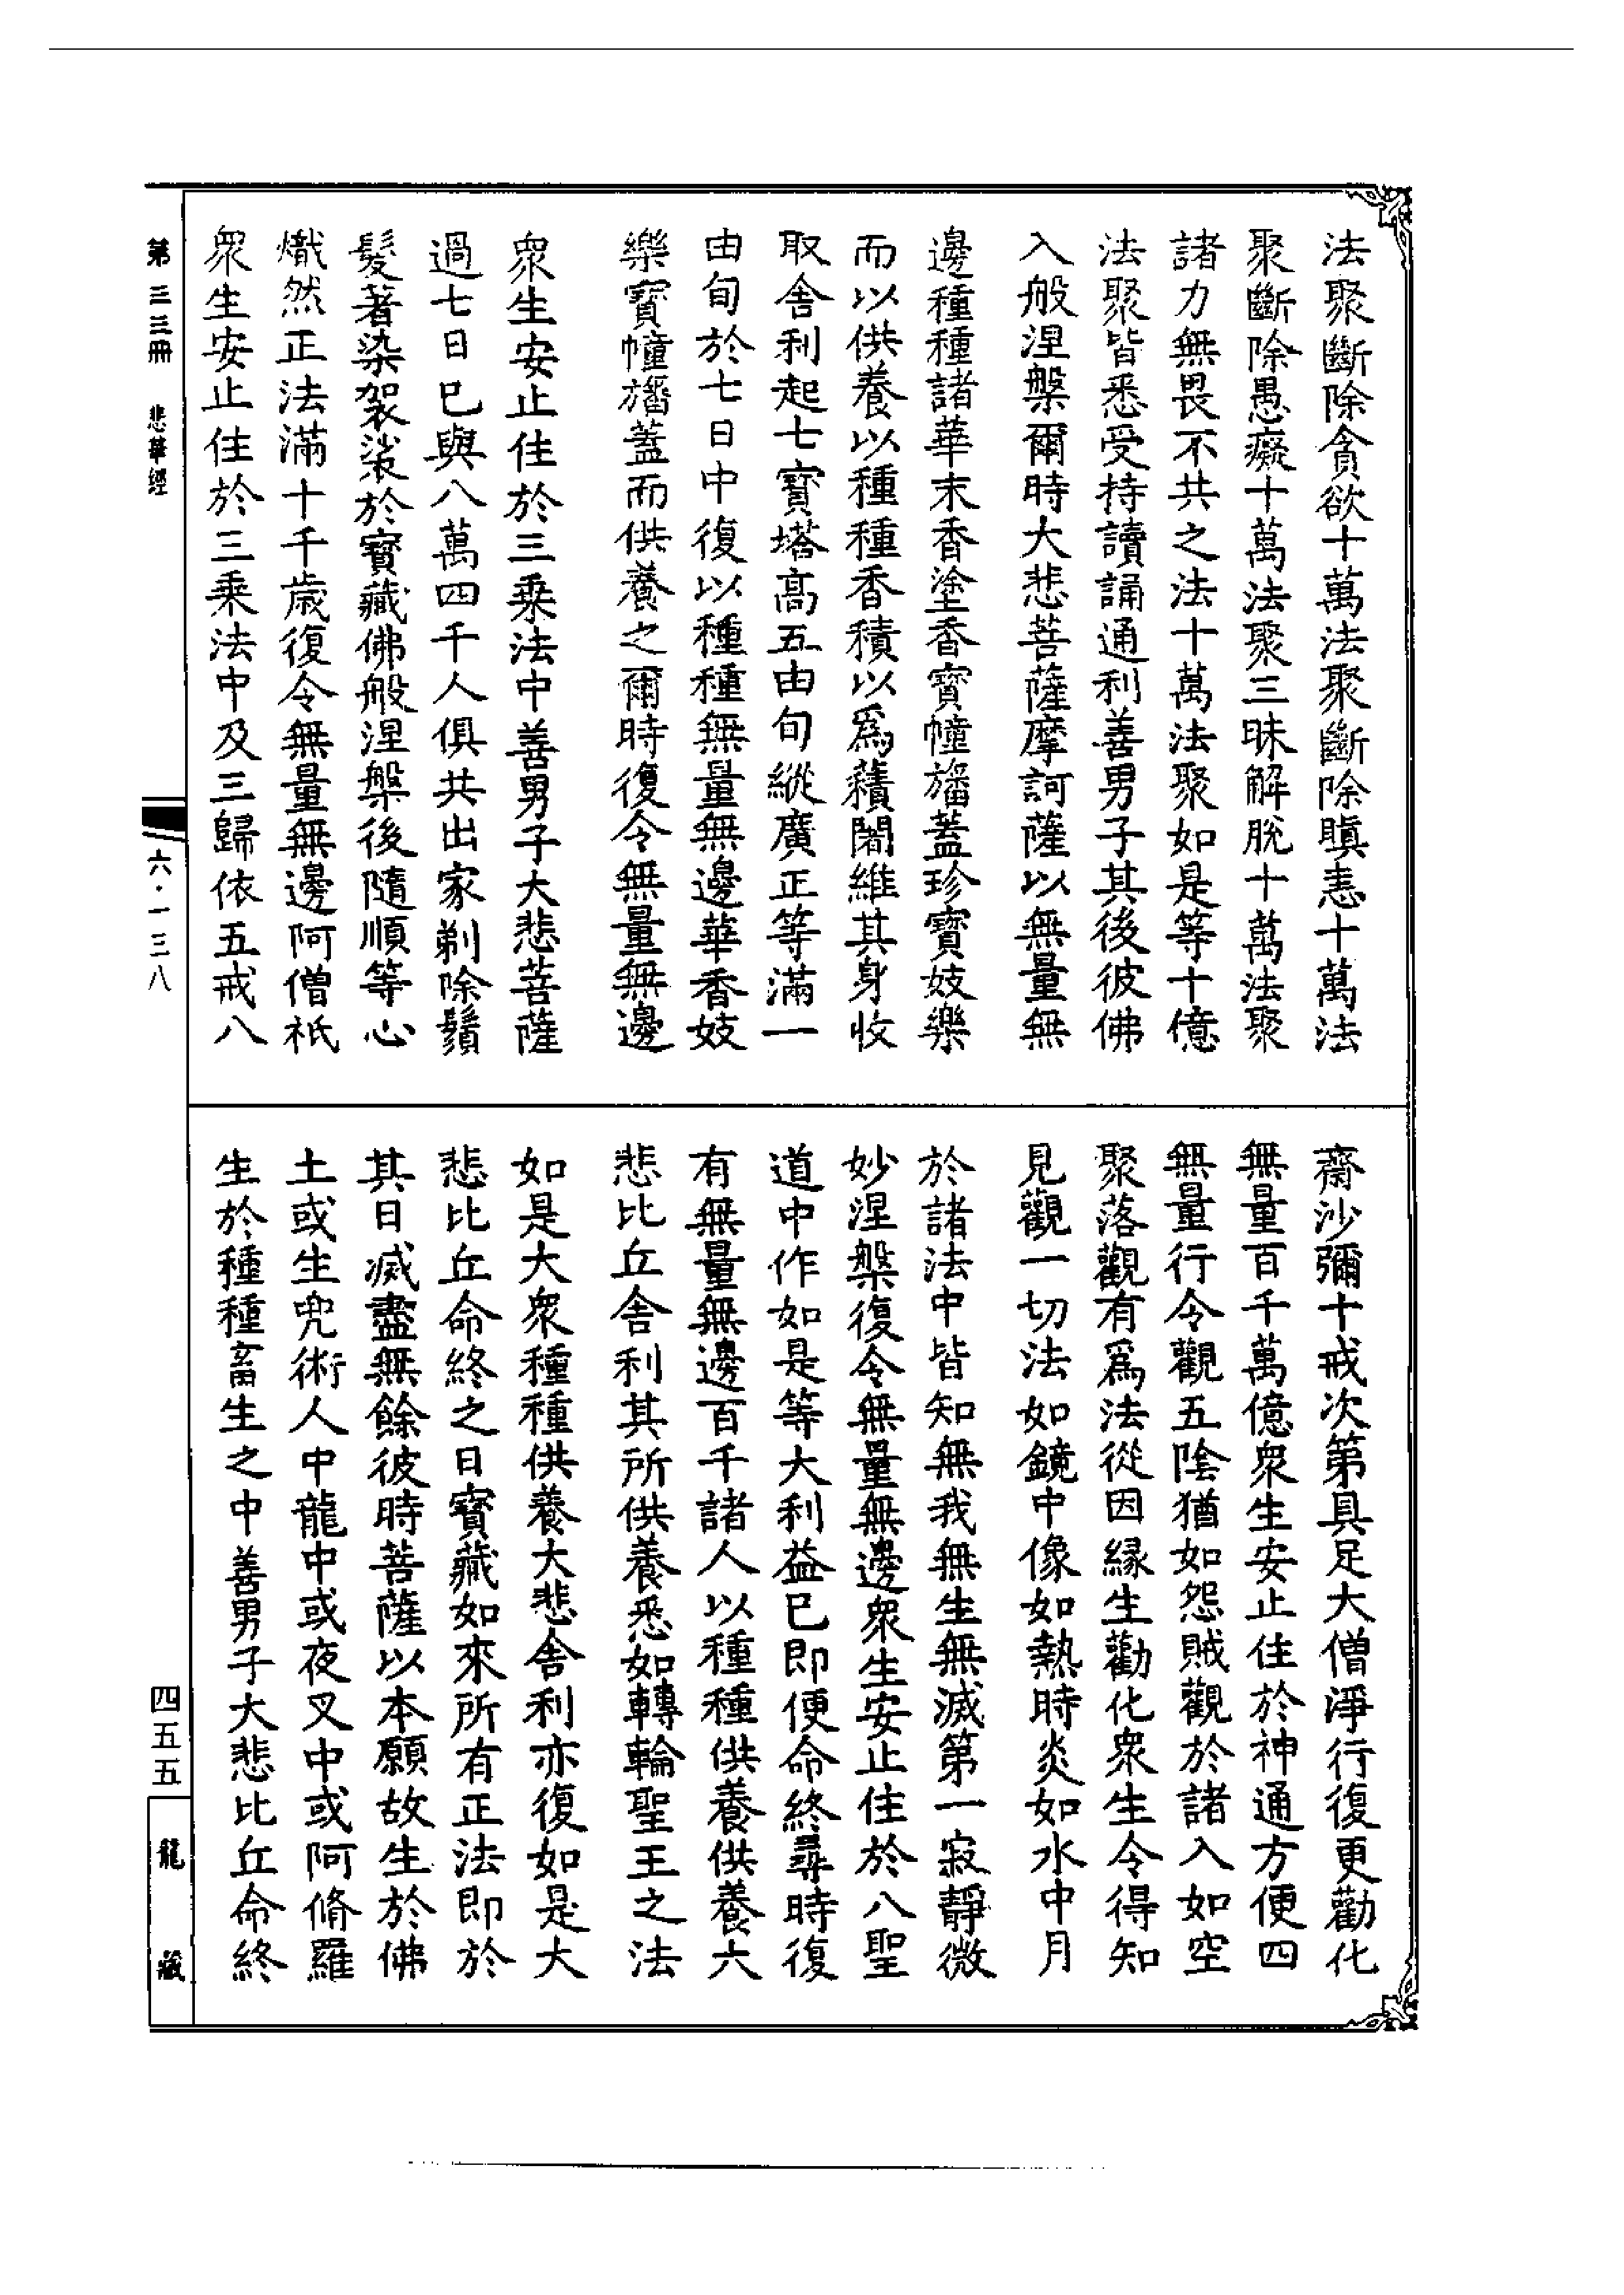 法聚斷除貪欲十萬法聚斷除瞋恚十萬法
聚斷除愚癡十萬法聚三昧解脫十萬法聚
諸力無畏不共之法十萬法聚如是等十億
法聚皆悉受持讀誦通利善男子其後彼佛
入般涅槃爾時大悲菩薩摩訶薩以無量無
邊種種諸華末香塗香寶幢旛蓋珍寶妓樂
而以供養以種種香積以爲𧂐闍維其身收
取舍利起七寶塔高五由旬縱廣正等滿一
由旬於七日中復以種種無量無邊華香妓
樂寶幢旛蓋而供養之爾時復令無量無邊
衆生安止住於三乘法中善男子大悲菩薩
過七日已與八萬四千人俱共出家剃除鬚
髮著染袈裟於寶藏佛般涅槃後隨順等心
熾然正法滿十千歲復令無量無邊阿僧祇
衆生安止住於三乘法中及三歸依五戒八
齋沙彌十戒次第具足大僧淨行復更勸化
無量百千萬億衆生安止住於神通方便四
無量行令觀五陰猶如怨賊觀於諸入如空
聚落觀有爲法從因緣生勸化衆生令得知
見觀一切法如鏡中像如熱時炎如水中月
於諸法中皆知無我無生無滅第一寂靜微
妙涅槃復令無量無邊衆生安止住於八聖
道中作如是等大利益已即便命終尋時復
有無量無邊百千諸人以種種供養供養六
悲比丘舍利其所供養悉如轉輪聖王之法
如是大衆種種供養大悲舍利亦復如是大
悲比丘命終之日寶藏如來所有正法即於
其日滅盡無餘彼時菩薩以本願故生於佛
土或生兜術人中龍中或夜叉中或阿脩羅
生於種種畜生之中善男子大悲比丘命終
第三三冊 悲華經
六·一三八
四五五
龍藏